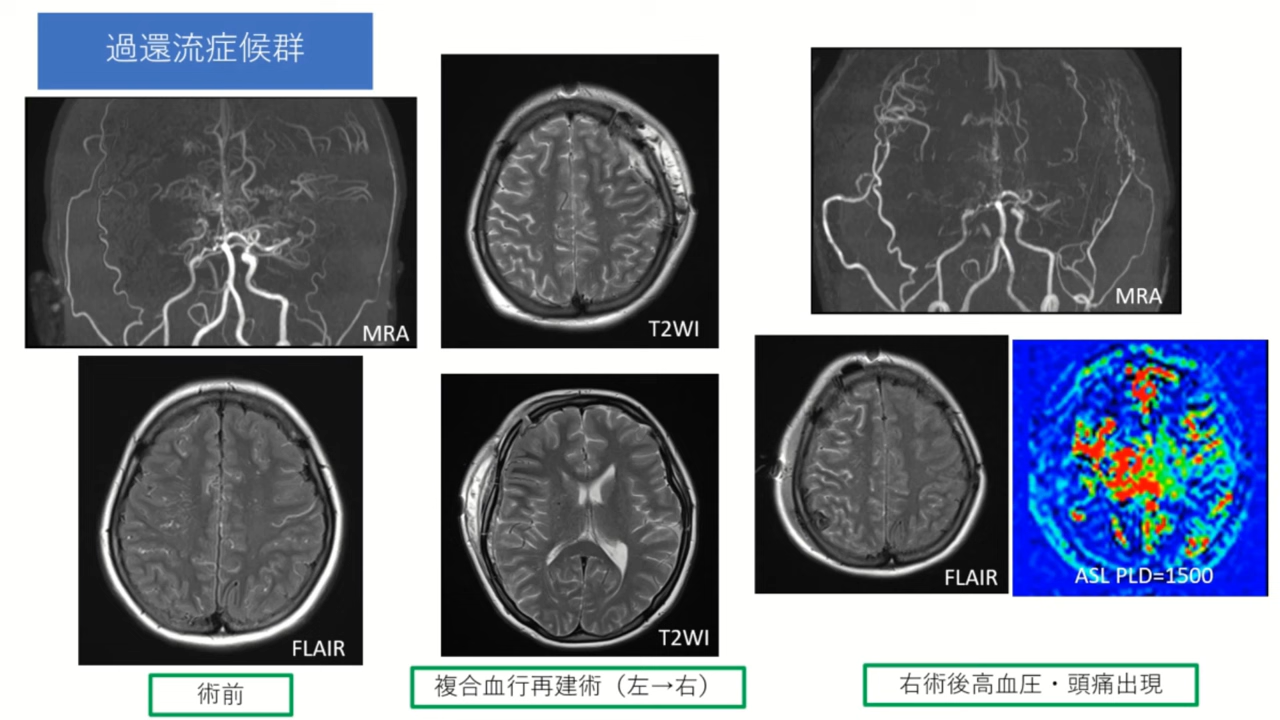 過還流症候群
MRA
FLAIR
術前
T2WI
T2WI
複合血行再建術（左→右）
MRA
FLAIR
ASL PLD=1500
右術後高血圧・頭痛出現